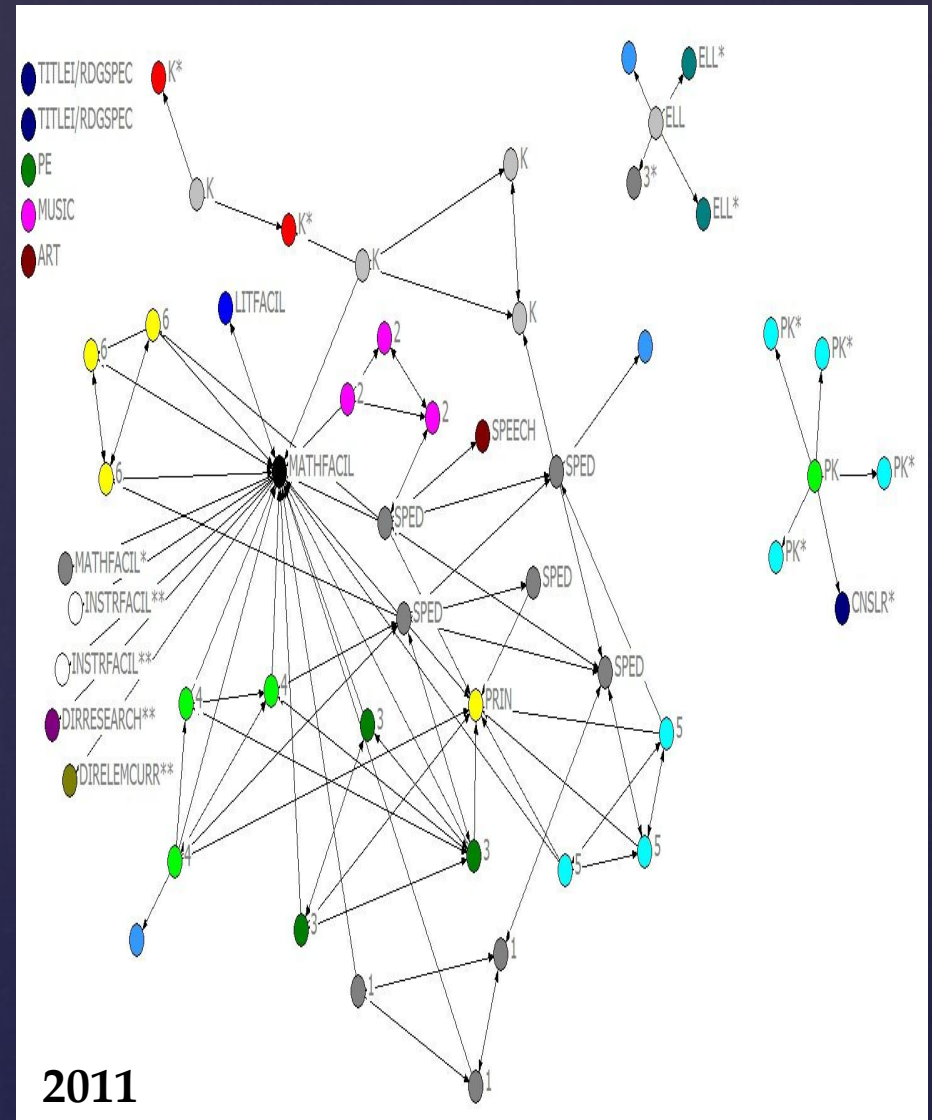 TITLEI/RDGSPEC
K*
ELL*
TITLEI/RDGSPEC
ELL
PE
K
3*
K
MUSIC
ELL*
K*
ART
K
LITFACIL
K
6
2
PK*
6
PK*
2
2
SPEECH
MATHFACIL
SPED
PK
PK*
6
SPED
MATHFACIL*
PK*
SPED
INSTRFACIL**
SPED
CNSLR*
INSTRFACIL**
SPED
4
4
PRIN
DIRRESEARCH**
3
5
DIRELEMCURR**
3
5
4
5
3
1
1
1
2011